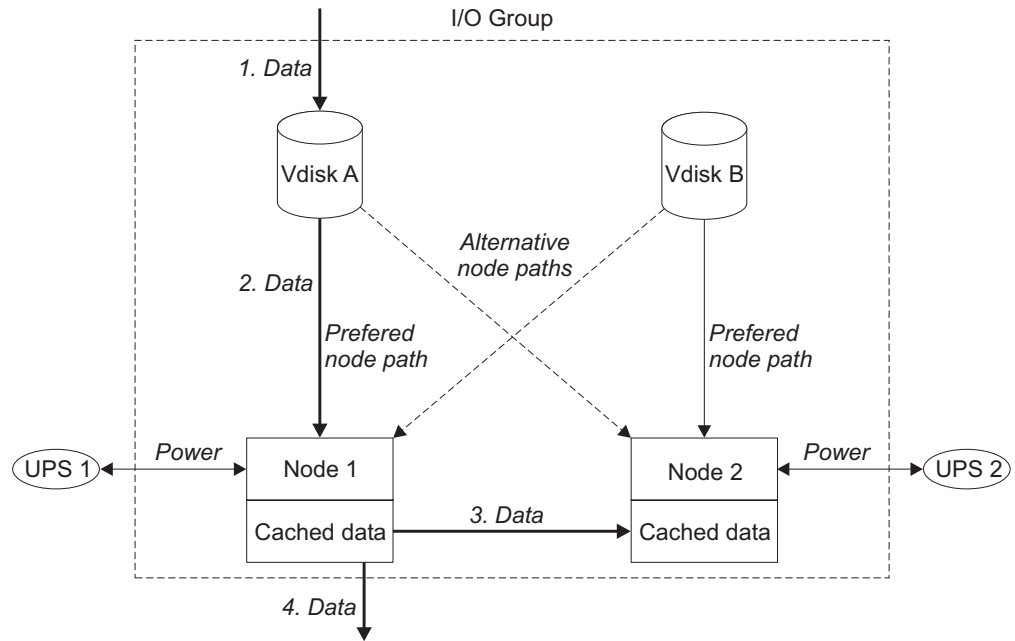 I/O Group
1. Data
Vdisk A
Vdisk B
Alternative
node paths
2. Data
Prefered
node path
Prefered
node path
UPS 1
Power
Node 1
Node 2
Power
UPS 2
Cached data
3. Data
Cached data
4. Data